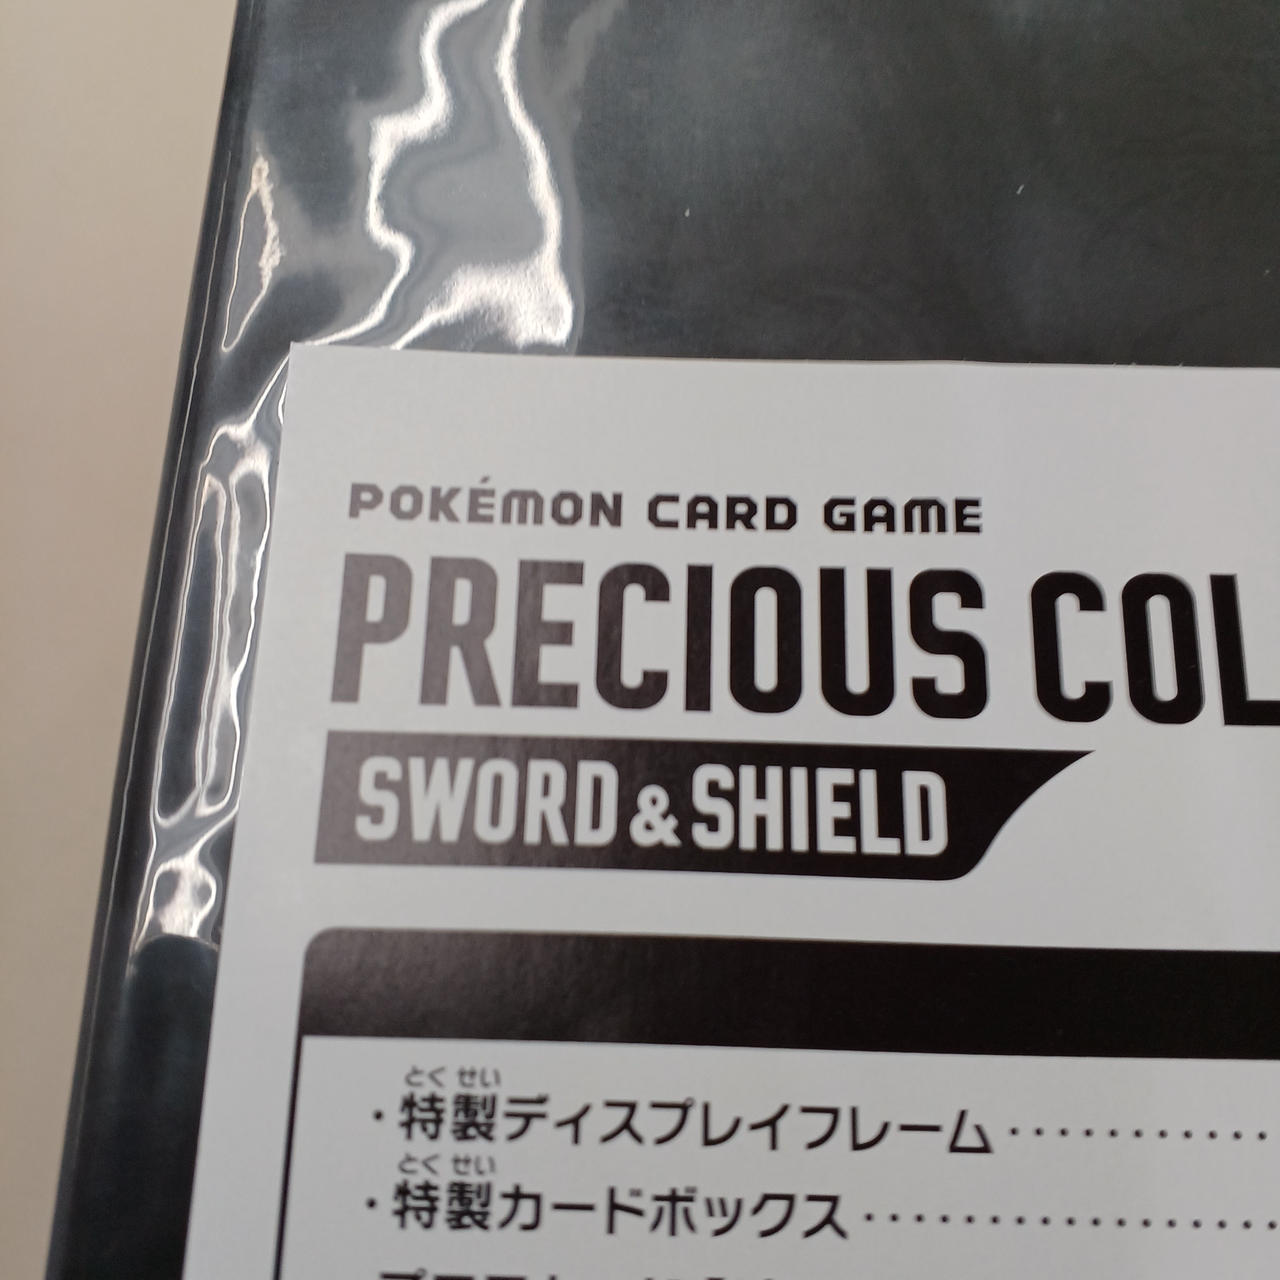 POKÉMON CARD GAME
PRECIOUS COL
SWORD & SHIELD
とく せい
・特製ディスプレイフレーム・・・・・・・・・・・
とく せい
・特製カードボックス・・・・・・・・・・・・・・・・・